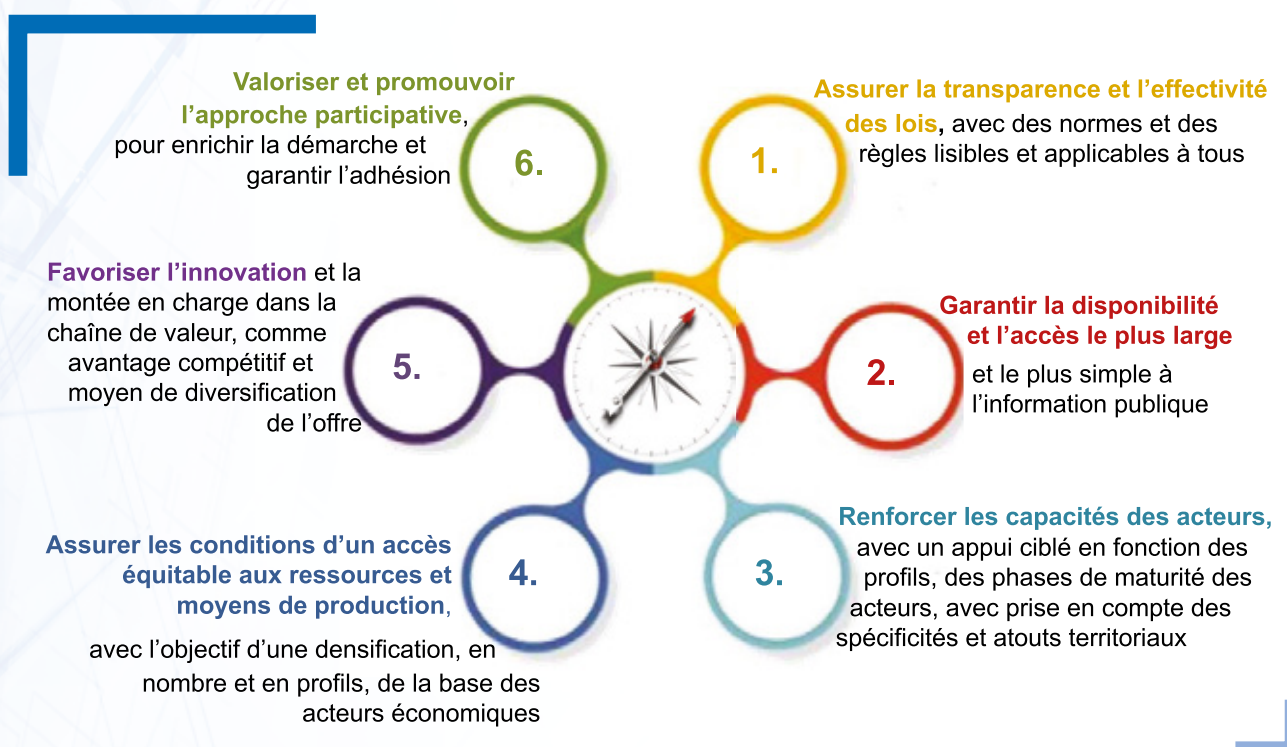 1.
Assurer la transparence et l’effectivité
des lois, avec des normes et des
règles lisibles et applicables à tous
2.
Garantir la disponibilité
et l’accès le plus large
et le plus simple à
l’information publique
3.
Renforcer les capacités des acteurs,
avec un appui ciblé en fonction des
profils, des phases de maturité des
acteurs, avec prise en compte des
spécificités et atouts territoriaux
4.
Assurer les conditions d’un accès
équitable aux ressources et
moyens de production,
avec l’objectif d’une densification, en
nombre et en profils, de la base des
acteurs économiques
5.
Favoriser l’innovation et la
montée en charge dans la
chaîne de valeur, comme
avantage compétitif et
moyen de diversification
de l’offre
6.
Valoriser et promouvoir
l’approche participative,
pour enrichir la démarche et
garantir l’adhésion